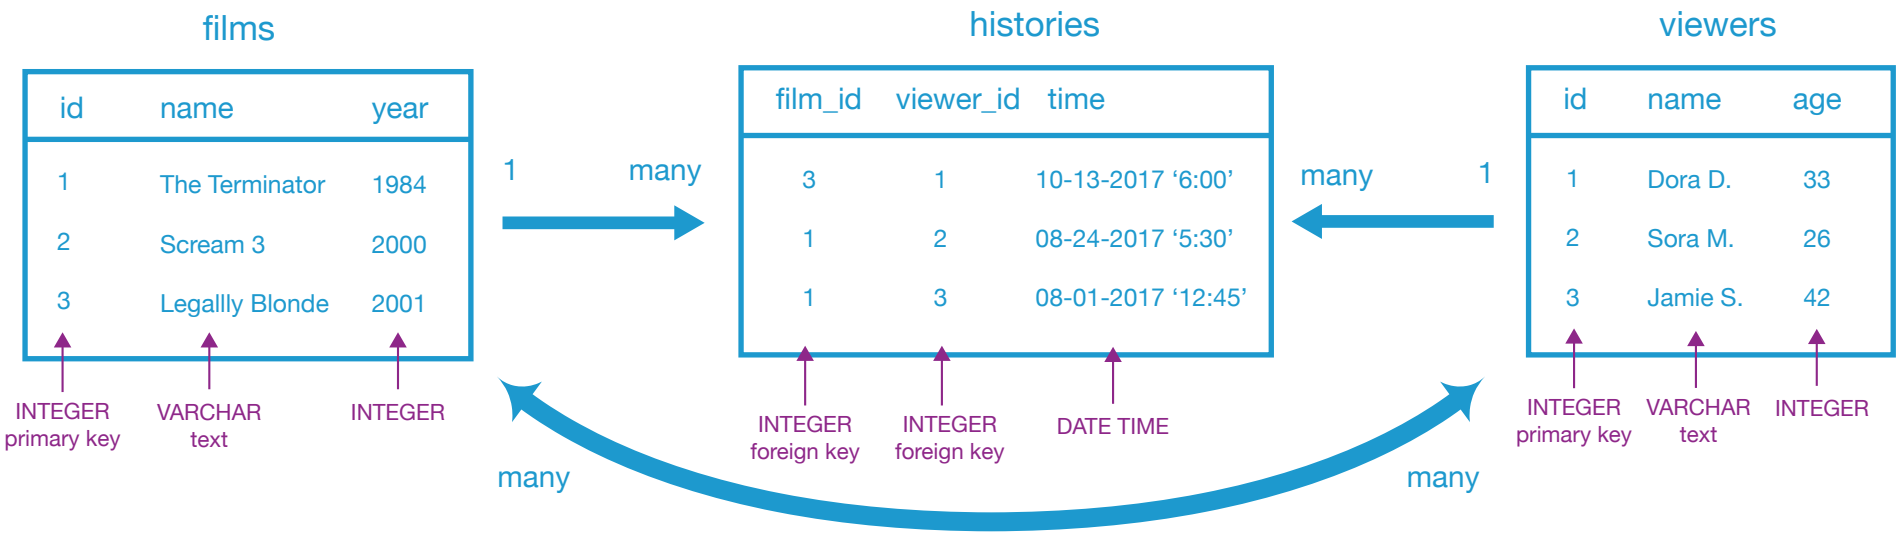 films
id name year
1 The Terminator 1984
2 Scream 3 2000
3 Legallly Blonde 2001
INTEGER primary key
VARCHAR text
INTEGER
1 many
histories
film_id viewer_id time
3 1 10-13-2017 ‘6:00’
1 2 08-24-2017 ‘5:30’
1 3 08-01-2017 ‘12:45’
INTEGER foreign key
INTEGER foreign key
DATE TIME
many 1
viewers
id name age
1 Dora D. 33
2 Sora M. 26
3 Jamie S. 42
INTEGER primary key
VARCHAR text
INTEGER
many many